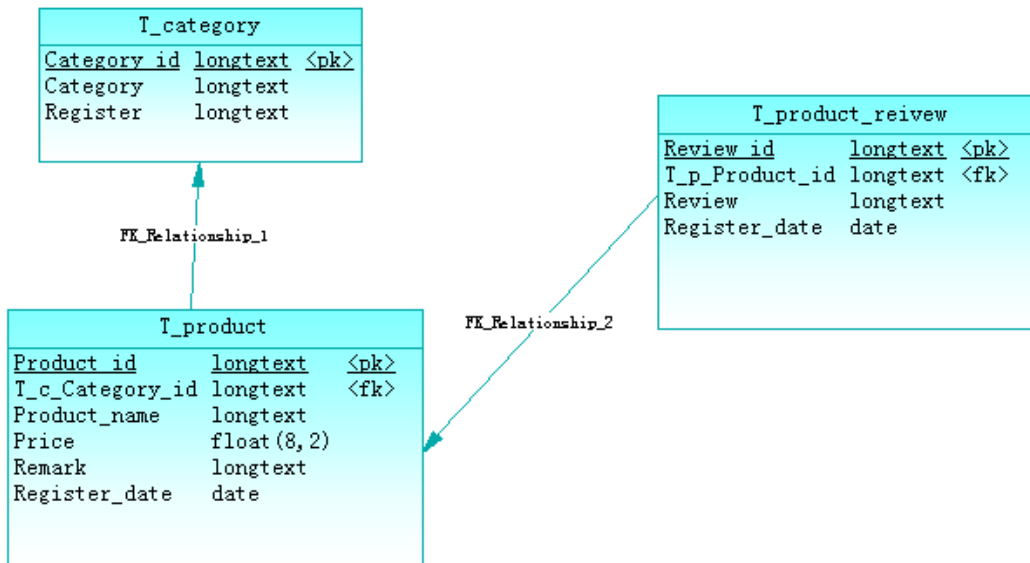 T_category
Category_id longtext <pk>
Category longtext
Register longtext
T_product_reivew
Review_id longtext <pk>
T_p_Product_id longtext <fk>
Review longtext
Register_date date
FK_Relationship_1
FK_Relationship_2
T_product
Product_id longtext <pk>
T_c_Category_id longtext <fk>
Product_name longtext
Price float(8,2)
Remark longtext
Register_date date